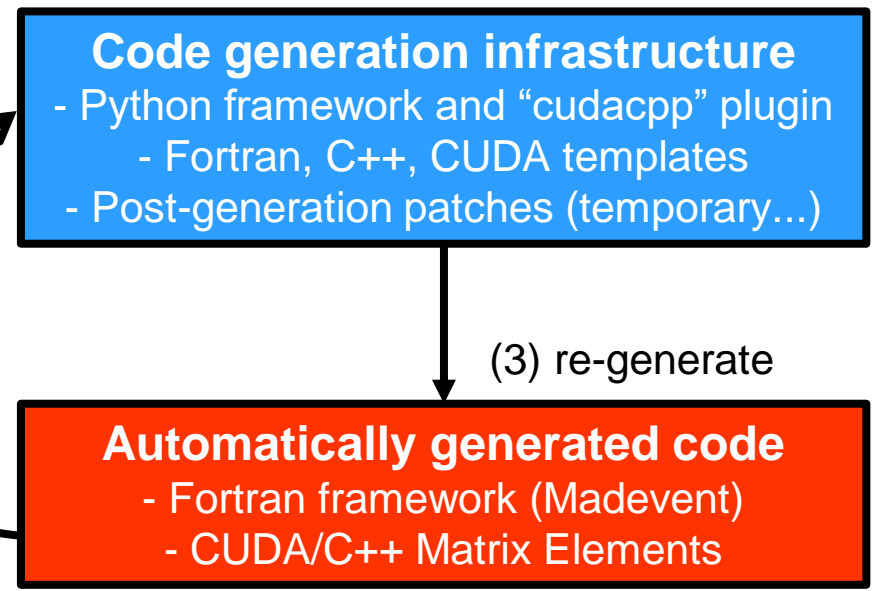 Code generation infrastructure
- Python framework and “cudacpp” plugin
- Fortran, C++, CUDA templates
- Post-generation patches (temporary...)
(3) re-generate
Automatically generated code
- Fortran framework (Madevent)
- CUDA/C++ Matrix Elements